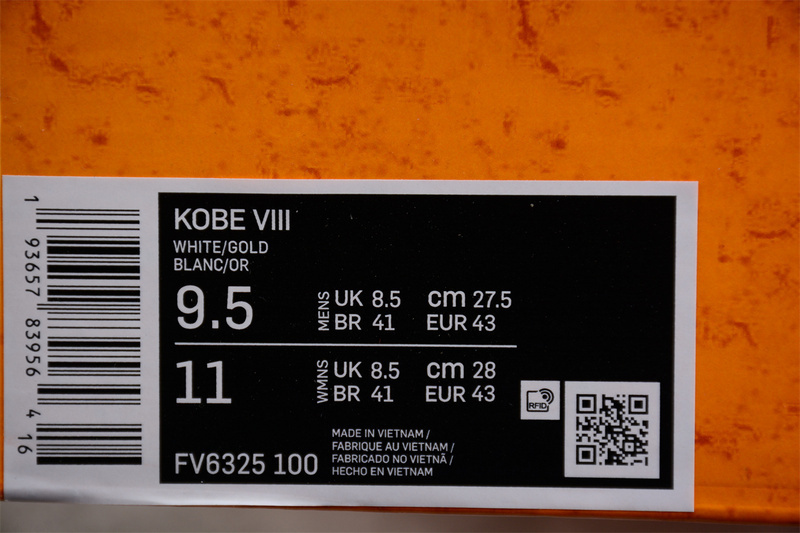 KOBE VIII
WHITE/GOLD
BLANC/OR
9.5
MENS
UK 8.5 cm 27.5
BR 41 EUR 43
11
WMNS
UK 8.5 cm 28
BR 41 EUR 43
RFID
FV6325 100
MADE IN VIETNAM /
FABRIQUE AU VIETNAM /
FABRICADO NO VIETNÃ /
HECHO EN VIETNAM
1 93657 83956 4 16